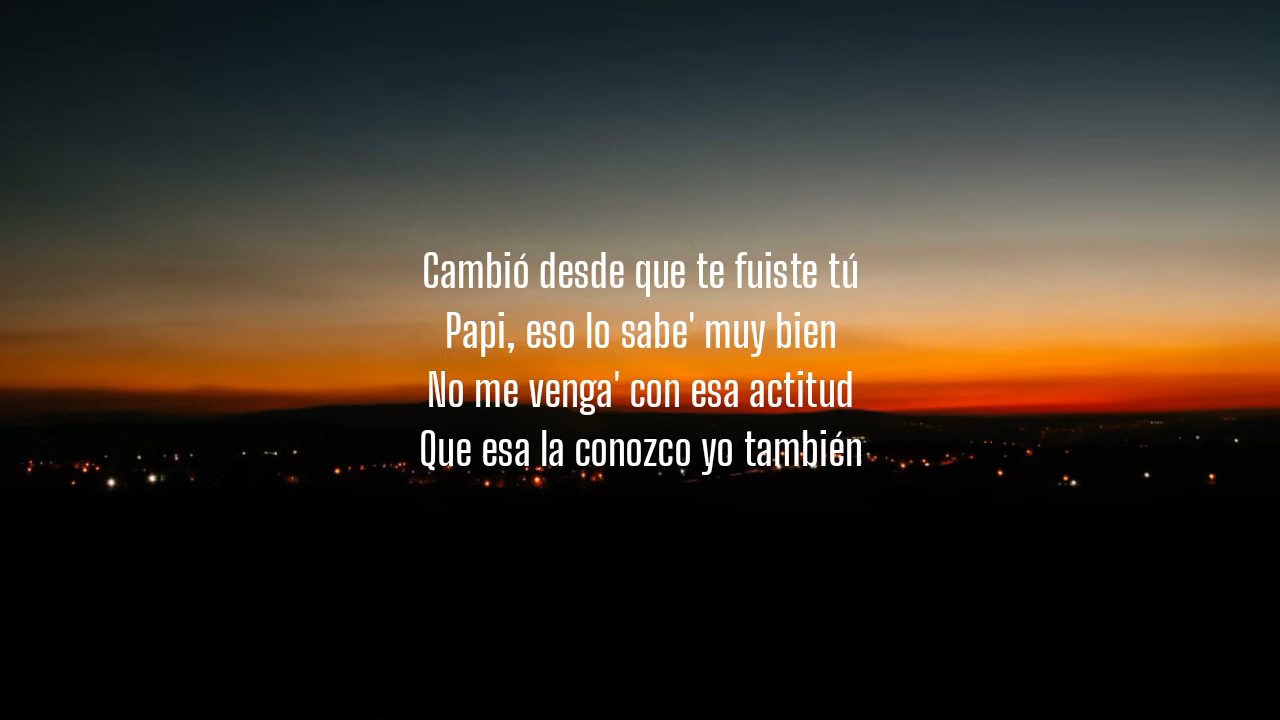 Cambió desde que te fuiste tú
Papi, eso lo sabe' muy bien
No me venga' con esa actitud
Que esa la conozco yo también